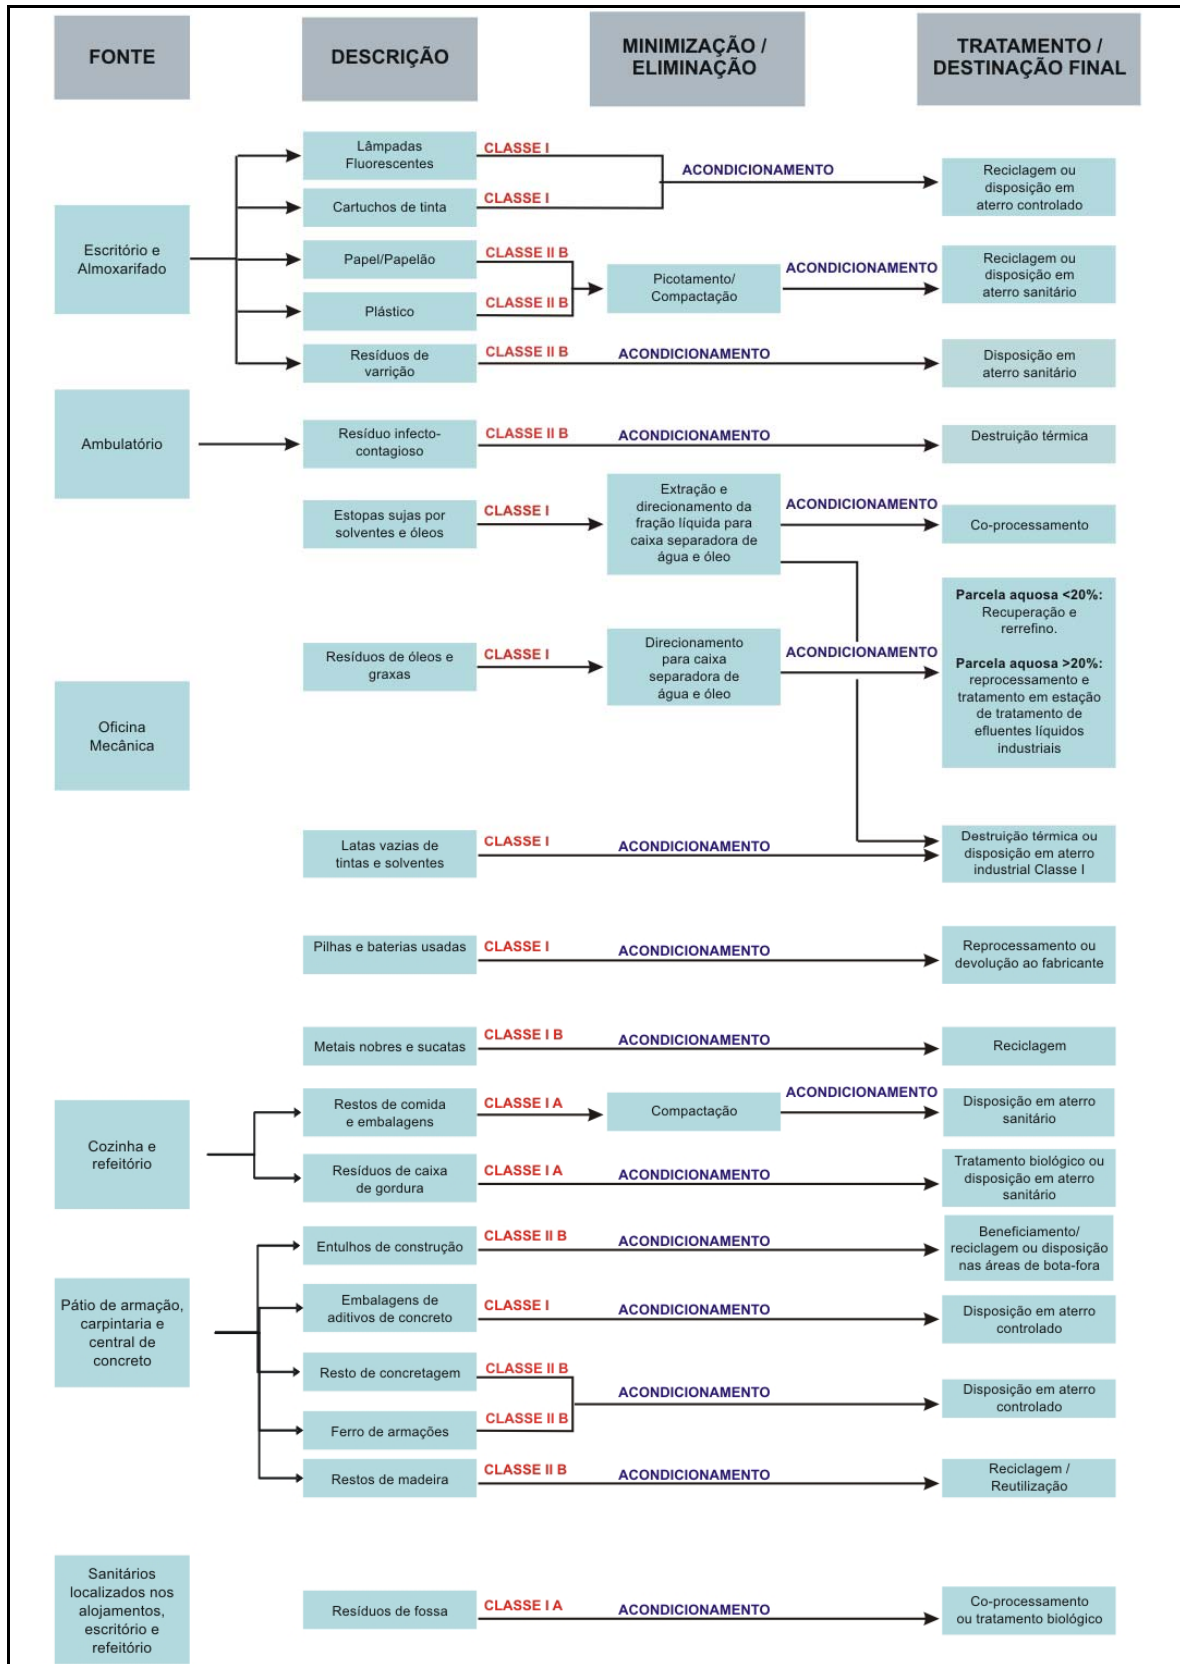 FONTE
DESCRIÇÃO
MINIMIZAÇÃO /
ELIMINAÇÃO
TRATAMENTO /
DESTINAÇÃO FINAL
Escritório e
Almoxarifado
Lâmpadas
Fluorescentes
CLASSE I
Cartuchos de tinta
CLASSE I
ACONDICIONAMENTO
Reciclagem ou
disposição em
aterro controlado
Papel/Papelão
CLASSE II B
Plástico
CLASSE II B
Picotamento/
Compactação
ACONDICIONAMENTO
Reciclagem ou
disposição em
aterro sanitário
Resíduos de
varrição
CLASSE II B
ACONDICIONAMENTO
Disposição em
aterro sanitário
Ambulatório
Resíduo infecto-
contagioso
CLASSE II B
ACONDICIONAMENTO
Destruição térmica
Oficina
Mecânica
Estopas sujas por
solventes e óleos
CLASSE I
Extração e
direcionamento da
fração líquida para
caixa separadora de
água e óleo
ACONDICIONAMENTO
Co-processamento
Resíduos de óleos e
graxas
CLASSE I
Direcionamento
para caixa
separadora de
água e óleo
ACONDICIONAMENTO
Parcela aquosa <20%:
Recuperação e
rerrefino.
Parcela aquosa >20%:
reprocessamento e
tratamento em estação
de tratamento de
efluentes líquidos
industriais
Latas vazias de
tintas e solventes
CLASSE I
ACONDICIONAMENTO
Destruição térmica ou
disposição em aterro
industrial Classe I
Pilhas e baterias usadas
CLASSE I
ACONDICIONAMENTO
Reprocessamento ou
devolução ao fabricante
Metais nobres e sucatas
CLASSE I B
ACONDICIONAMENTO
Reciclagem
Cozinha e
refeitório
Restos de comida
e embalagens
CLASSE I A
Compactação
ACONDICIONAMENTO
Disposição em aterro
sanitário
Resíduos de caixa
de gordura
CLASSE I A
ACONDICIONAMENTO
Tratamento biológico ou
disposição em aterro
sanitário
Pátio de armação,
carpintaria e
central de
concreto
Entulhos de construção
CLASSE II B
ACONDICIONAMENTO
Beneficiamento/
reciclagem ou disposição
nas áreas de bota-fora
Embalagens de
aditivos de concreto
CLASSE I
ACONDICIONAMENTO
Disposição em aterro
controlado
Resto de concretagem
CLASSE II B
Ferro de armações
CLASSE II B
ACONDICIONAMENTO
Disposição em aterro
controlado
Restos de madeira
CLASSE II B
ACONDICIONAMENTO
Reciclagem /
Reutilização
Sanitários
localizados nos
alojamentos,
escritório e
refeitório
Resíduos de fossa
CLASSE I A
ACONDICIONAMENTO
Co-processamento
ou tratamento biológico